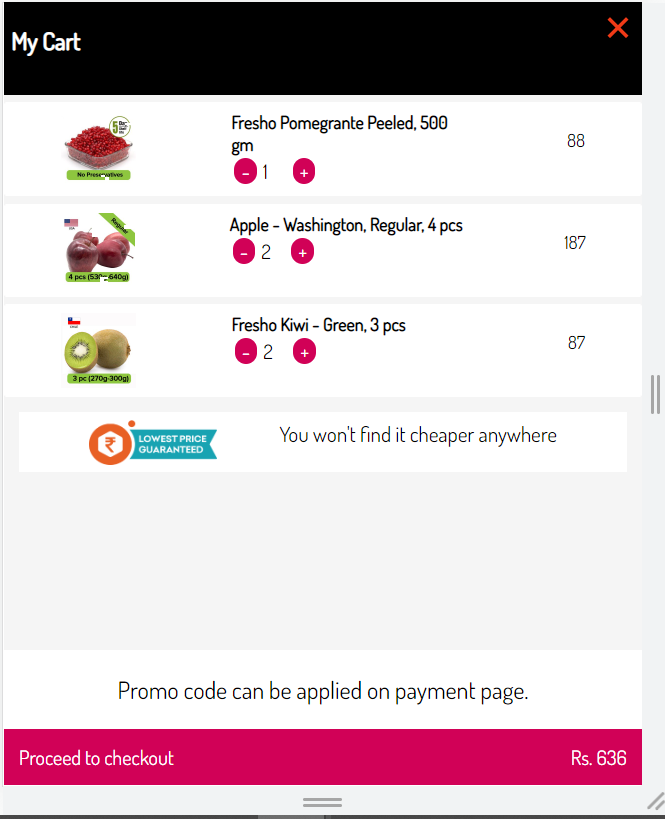 My Cart
Fresho Pomegrante Peeled, 500
gm
88
- 1 +
No Preservatives
Apple - Washington, Regular, 4 pcs
187
- 2 +
Regular
4 pcs (530g-640g)
Fresho Kiwi - Green, 3 pcs
87
- 2 +
3 pc (270g-300g)
LOWEST PRICE
GUARANTEED
You won't find it cheaper anywhere
Promo code can be applied on payment page.
Proceed to checkout
Rs. 636